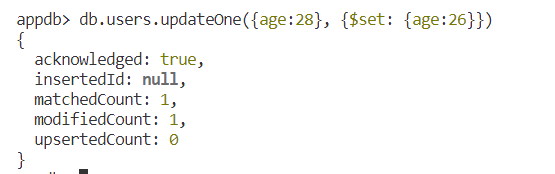 appdb> db.users.updateOne({age:28}, {$set: {age:26}})
{
  acknowledged: true,
  insertedId: null,
  matchedCount: 1,
  modifiedCount: 1,
  upsertedCount: 0
}